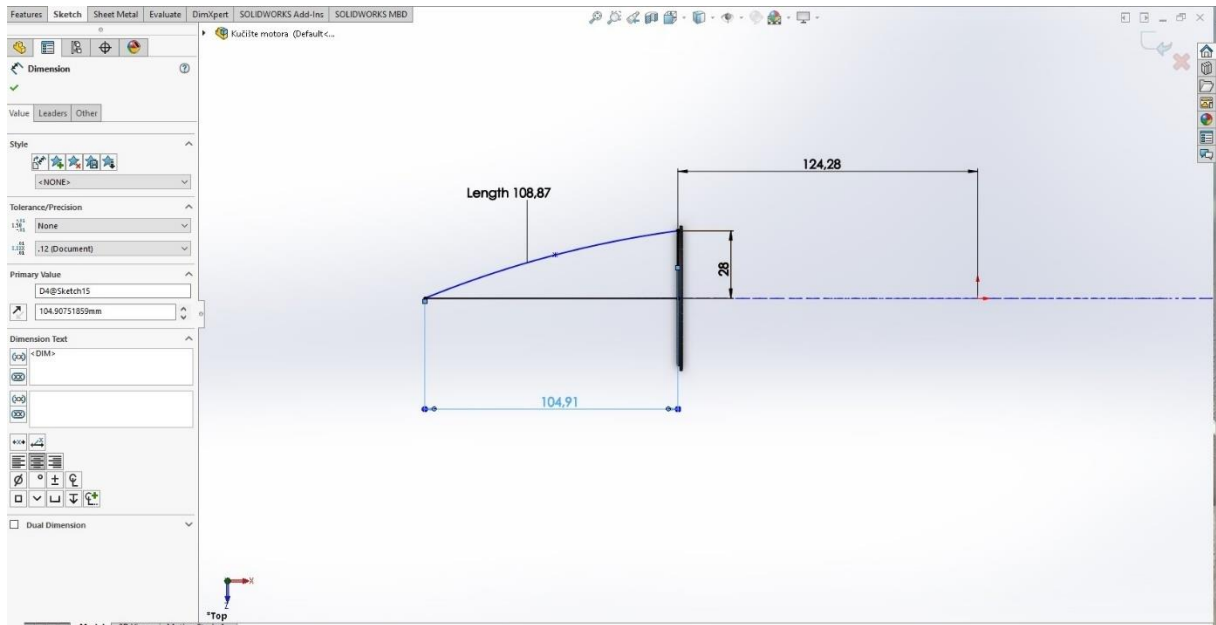 Features Sketch Sheet Metal Evaluate DimXpert SOLIDWORKS Add-Ins SOLIDWORKS MBD
Kućište motora (Default<...
Dimension
Value Leaders Other
Style
<NONE>
Tolerance/Precision
None
.12 (Document)
Primary Value
D4@Sketch15
104.90751859mm
Dimension Text
<DIM>
Dual Dimension
124,28
Length 108,87
28
104,91
X
Z
*Top